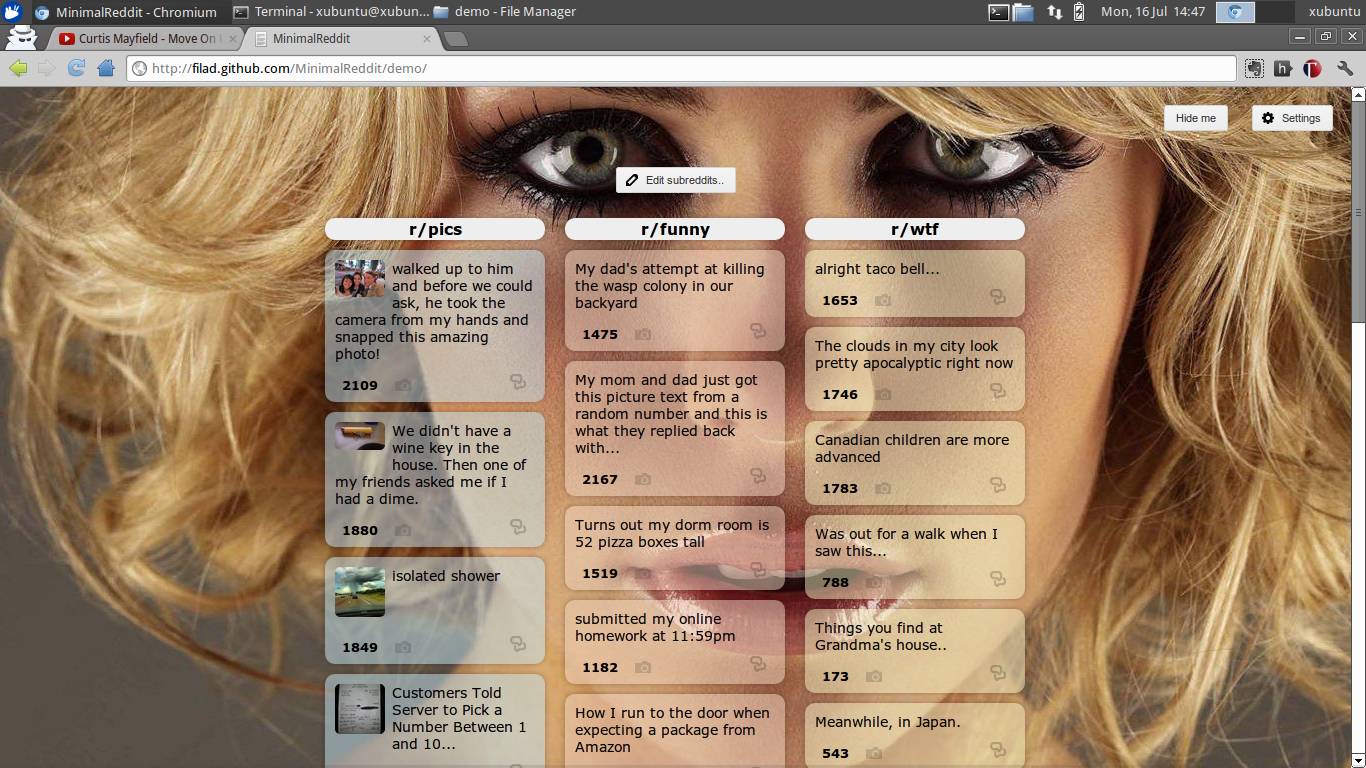 MinimalReddit - Chromium
Terminal - xubuntu@xubun...
demo - File Manager
Mon, 16 Jul 14:47
xubuntu
Curtis Mayfield - Move On
MinimalReddit
http://filad.github.com/MinimalReddit/demo/
h
Hide me
Settings
Edit subreddits..
r/pics
walked up to him
and before we could
ask, he took the
camera from my hands and
snapped this amazing
photo!
2109
We didn't have a
wine key in the
house. Then one of
my friends asked me if I
had a dime.
1880
isolated shower
1849
Customers Told
Server to Pick a
Number Between 1
and 10...
r/funny
My dad's attempt at killing
the wasp colony in our
backyard
1475
My mom and dad just got
this picture text from a
random number and this is
what they replied back
with...
2167
Turns out my dorm room is
52 pizza boxes tall
1519
submitted my online
homework at 11:59pm
1182
How I run to the door when
expecting a package from
Amazon
r/wtf
alright taco bell...
1653
The clouds in my city look
pretty apocalyptic right now
1746
Canadian children are more
advanced
1783
Was out for a walk when I
saw this...
788
Things you find at
Grandma's house..
173
Meanwhile, in Japan.
543